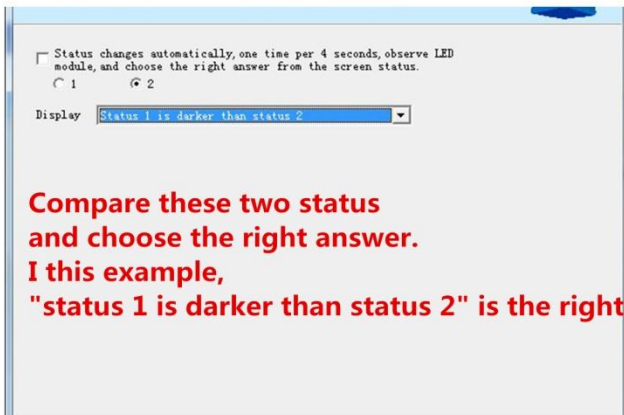 Status changes automatically, one time per 4 seconds, observe LED
module, and choose the right answer from the screen status.
1 2
Display Status 1 is darker than status 2
Compare these two status
and choose the right answer.
I this example,
"status 1 is darker than status 2" is the right